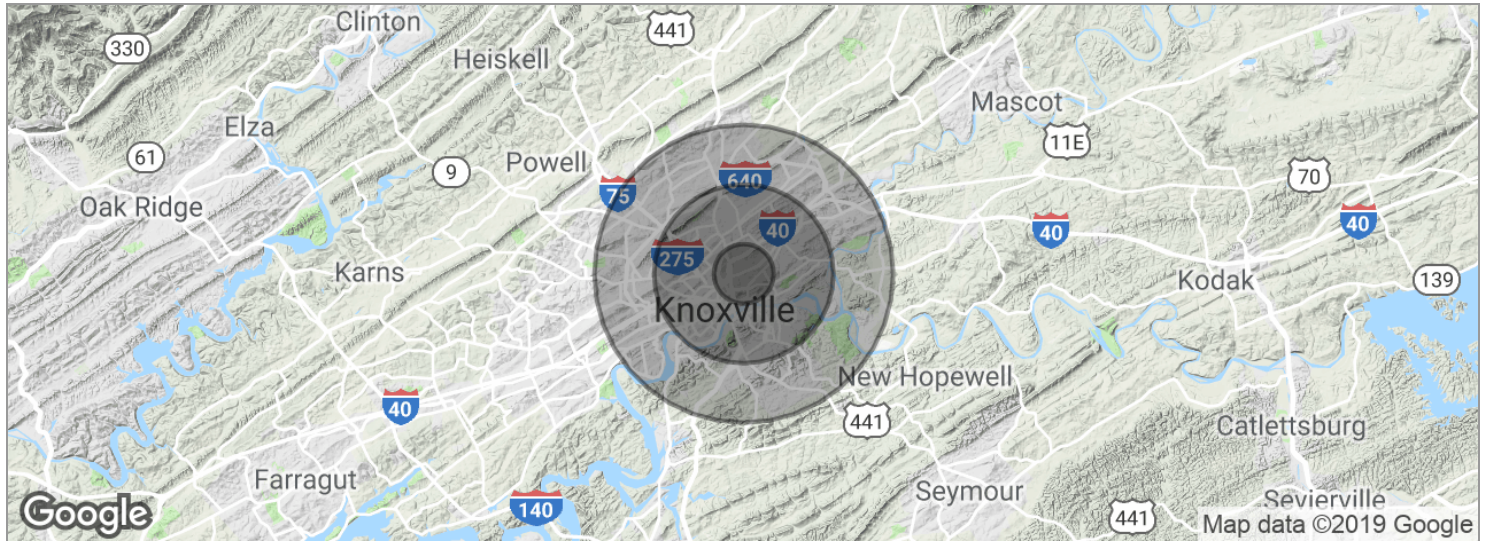 Clinton
441
330
Heiskell
Mascot
Elza
11E
61
Powell
9
640
70
75
Oak Ridge
40
40
40
275
Karns
Kodak
139
Knoxville
New Hopewell
40
441
Catlettsburg
Farragut
Seymour
Sevierville
140
441
Google
Map data ©2019 Google